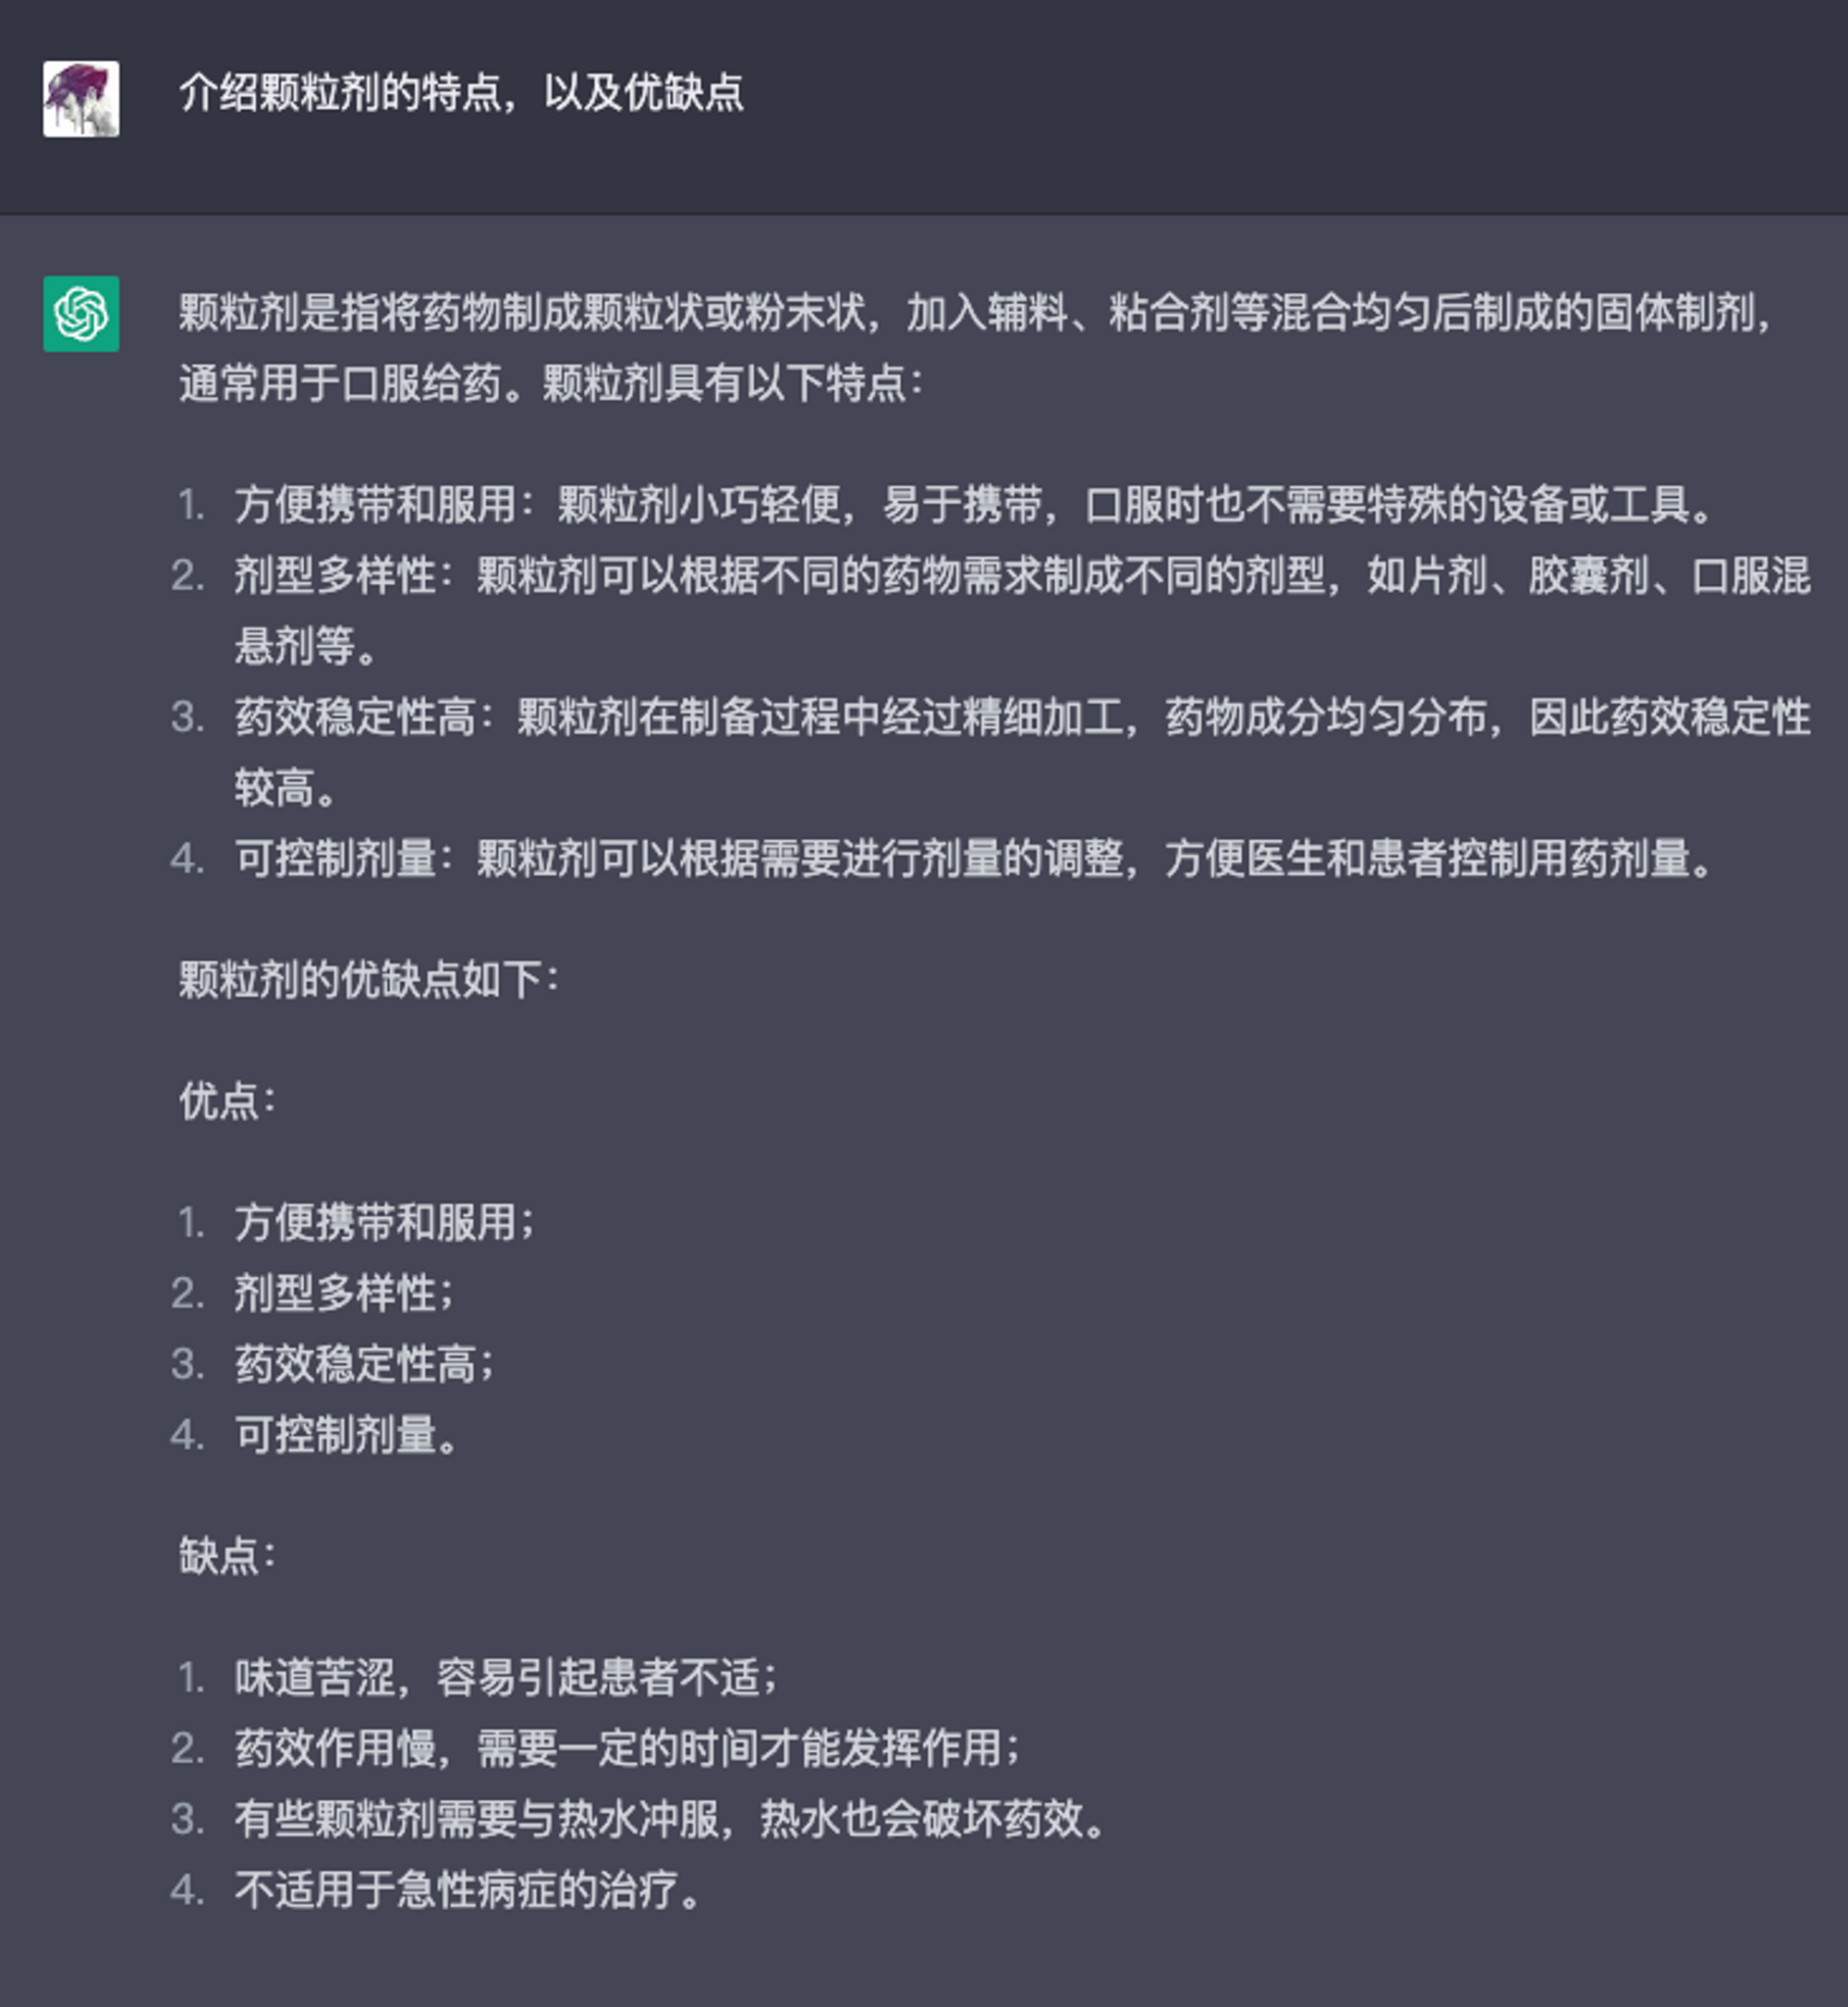 介绍颗粒剂的特点，以及优缺点
颗粒剂是指将药物制成颗粒状或粉末状，加入辅料、粘合剂等混合均匀后制成的固体制剂，
通常用于口服给药。颗粒剂具有以下特点：
1. 方便携带和服用：颗粒剂小巧轻便，易于携带，口服时也不需要特殊的设备或工具。
2. 剂型多样性：颗粒剂可以根据不同的药物需求制成不同的剂型，如片剂、胶囊剂、口服混
悬剂等。
3. 药效稳定性高：颗粒剂在制备过程中经过精细加工，药物成分均匀分布，因此药效稳定性
较高。
4. 可控制剂量：颗粒剂可以根据需要进行剂量的调整，方便医生和患者控制用药剂量。
颗粒剂的优缺点如下：
优点：
1. 方便携带和服用；
2. 剂型多样性；
3. 药效稳定性高；
4. 可控制剂量。
缺点：
1. 味道苦涩，容易引起患者不适；
2. 药效作用慢，需要一定的时间才能发挥作用；
3. 有些颗粒剂需要与热水冲服，热水也会破坏药效。
4. 不适用于急性病症的治疗。